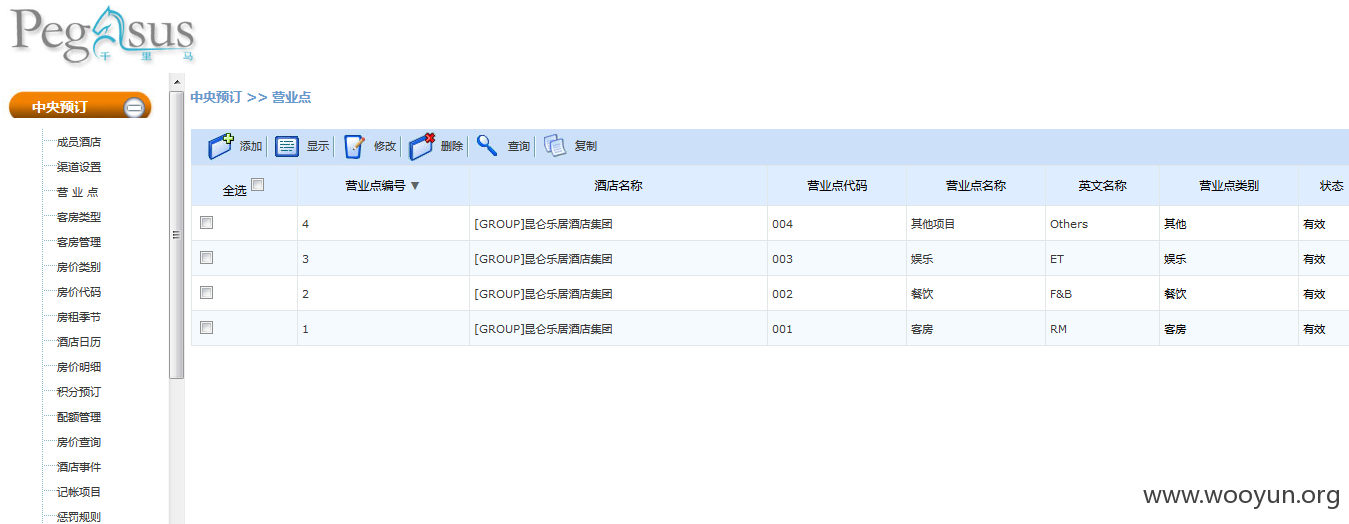 Pegasus
千里马
中央预订
成员酒店
渠道设置
营 业 点
客房类型
客房管理
房价类别
房价代码
房租季节
酒店日历
房价明细
积分预订
配额管理
房价查询
酒店事件
记帐项目
惩罚规则
中央预订 >> 营业点
添加 显示 修改 删除 查询 复制
全选 营业点编号 ▼ 酒店名称 营业点代码 营业点名称 英文名称 营业点类别 状态
4 [GROUP]昆仑乐居酒店集团 004 其他项目 Others 其他 有效
3 [GROUP]昆仑乐居酒店集团 003 娱乐 ET 娱乐 有效
2 [GROUP]昆仑乐居酒店集团 002 餐饮 F&B 餐饮 有效
1 [GROUP]昆仑乐居酒店集团 001 客房 RM 客房 有效
www.wooyun.org